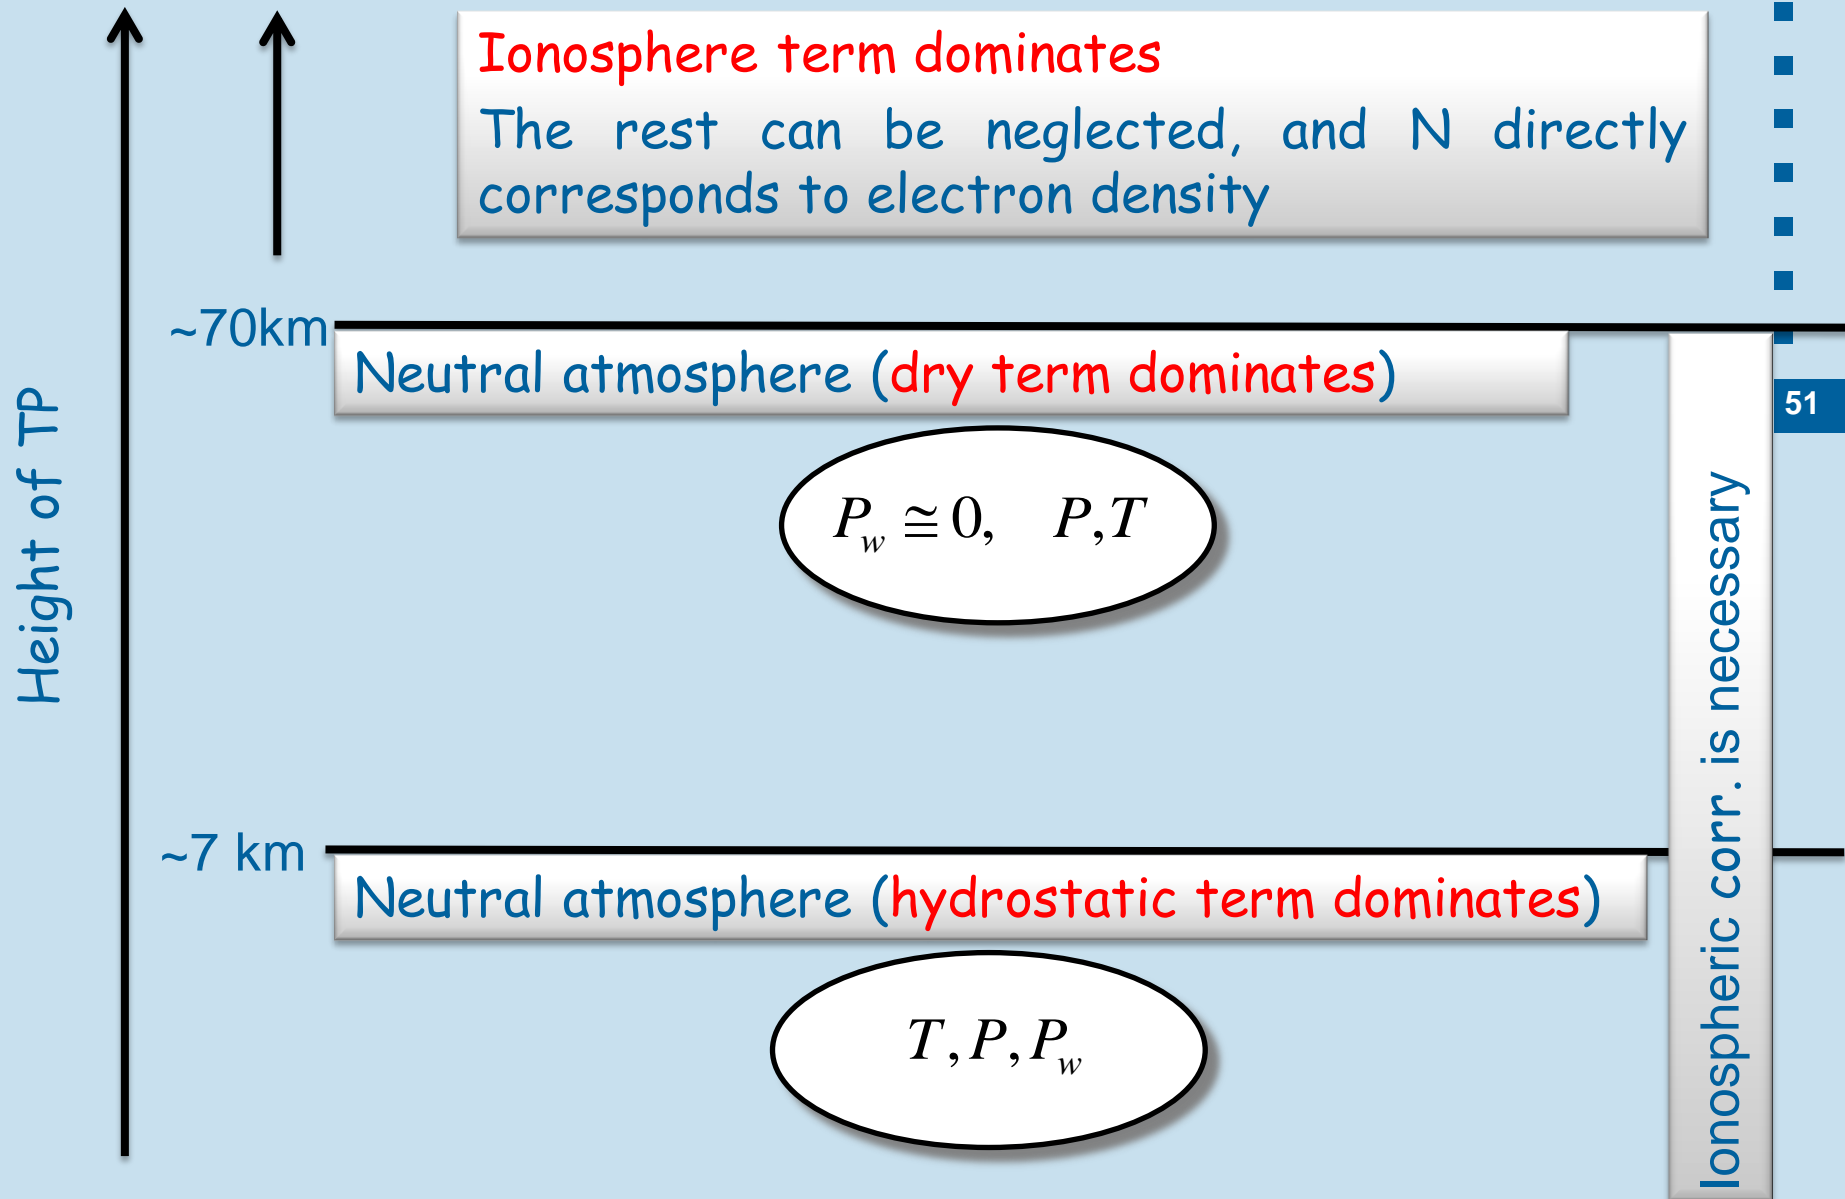 Ionosphere term dominates
The rest can be neglected, and N directly
corresponds to electron density
~70km
Neutral atmosphere (dry term dominates)
51
P_w ≅ 0, P,T
Height of TP
Ionospheric corr. is necessary
~7 km
Neutral atmosphere (hydrostatic term dominates)
T,P,P_w